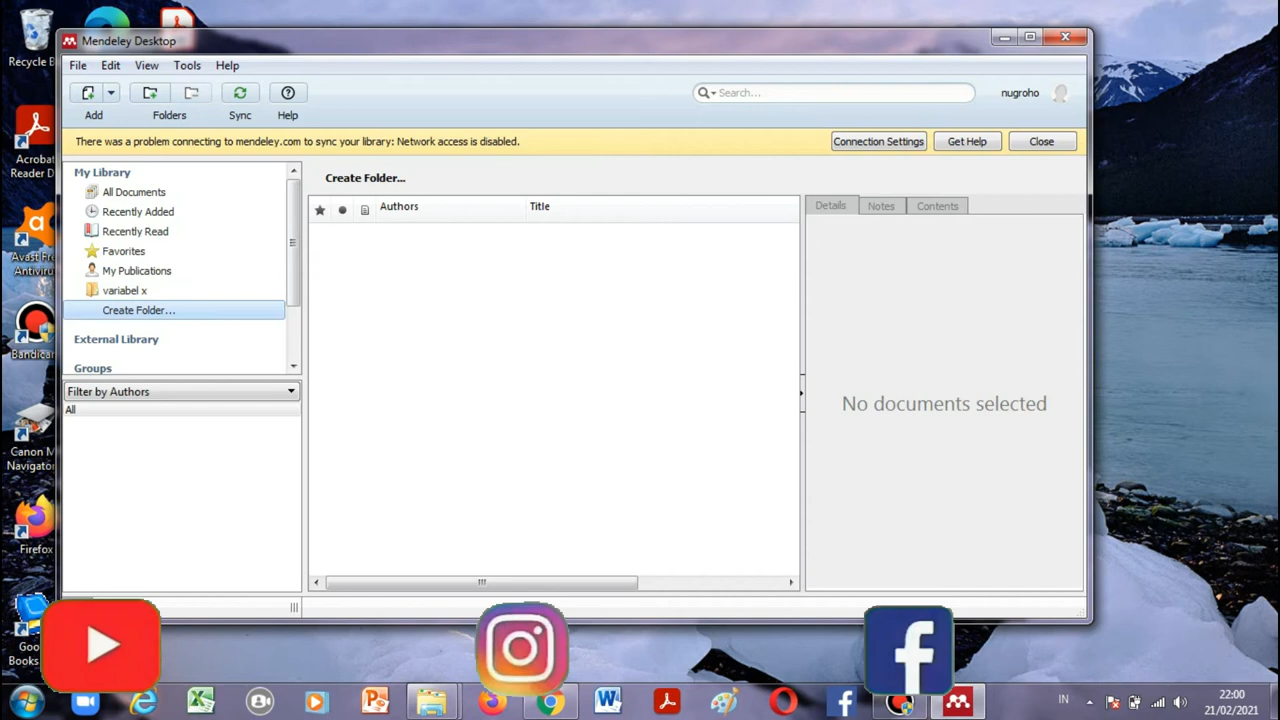 Recycle B
Mendeley Desktop
File Edit View Tools Help
Search...
nugroho
Add Folders Sync Help
There was a problem connecting to mendeley.com to sync your library: Network access is disabled.
Connection Settings Get Help Close
Acrobat
Reader D
My Library
All Documents
Recently Added
Recently Read
Favorites
My Publications
variabel x
Create Folder...
External Library
Groups
Create Folder...
Authors Title
Details Notes Contents
No documents selected
Avast Fre
Antivirus
Bandicam
Filter by Authors
All
Canon M
Navigator
Firefox
Goo
Books
IN
22:00
21/02/2021